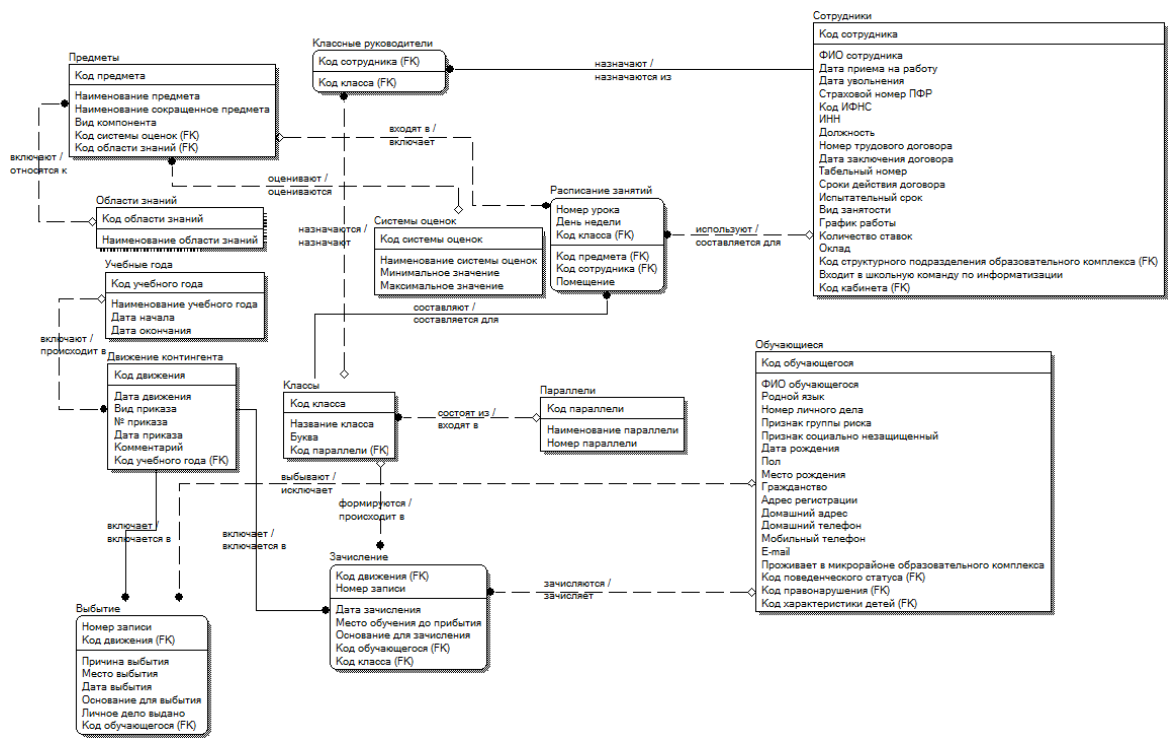 Сотрудники
Код сотрудника
ФИО сотрудника
Дата приема на работу
Дата увольнения
Страховой номер ПФР
Код ИФНС
ИНН
Должность
Номер трудового договора
Дата заключения договора
Табельный номер
Сроки действия договора
Испытательный срок
Вид занятости
График работы
Количество ставок
Оклад
Код структурного подразделения образовательного комплекса (FK)
Входит в школьную команду по информатизации
Код кабинета (FK)
Классные руководители
Код сотрудника (FK)
Код класса (FK)
назначают /
назначаются из
Предметы
Код предмета
Наименование предмета
Наименование сокращенное предмета
Вид компонента
Код системы оценок (FK)
Код области знаний (FK)
входят в /
включает
включают /
относятся к
оценивают /
оцениваются
Области знаний
Код области знаний
Наименование области знаний
назначаются /
назначают
Системы оценок
Код системы оценок
Наименование системы оценок
Минимальное значение
Максимальное значение
Расписание занятий
Номер урока
День недели
Код класса (FK)
Код предмета (FK)
Код сотрудника (FK)
Помещение
используют /
составляется для
Учебные года
Код учебного года
Наименование учебного года
Дата начала
Дата окончания
включают /
происходит в
составляют /
составляется для
Движение контингента
Код движения
Дата движения
Вид приказа
№ приказа
Дата приказа
Комментарий
Код учебного года (FK)
Классы
Код класса
Название класса
Буква
Код параллели (FK)
состоят из /
входят в
Параллели
Код параллели
Наименование параллели
Номер параллели
Обучающиеся
Код обучающегося
ФИО обучающегося
Родной язык
Номер личного дела
Признак группы риска
Признак социально незащищенный
Дата рождения
Пол
Место рождения
Гражданство
Адрес регистрации
Домашний адрес
Домашний телефон
Мобильный телефон
E-mail
Проживает в микрорайоне образовательного комплекса
Код поведенческого статуса (FK)
Код правонарушения (FK)
Код характеристики детей (FK)
выбывают /
исключает
формируются /
происходит в
включает /
включается в
включает /
включается в
Зачисление
Код движения (FK)
Номер записи
Дата зачисления
Место обучения до прибытия
Основание для зачисления
Код обучающегося (FK)
Код класса (FK)
зачисляются /
зачисляет
Выбытие
Номер записи
Код движения (FK)
Причина выбытия
Место выбытия
Дата выбытия
Основание для выбытия
Личное дело выдано
Код обучающегося (FK)